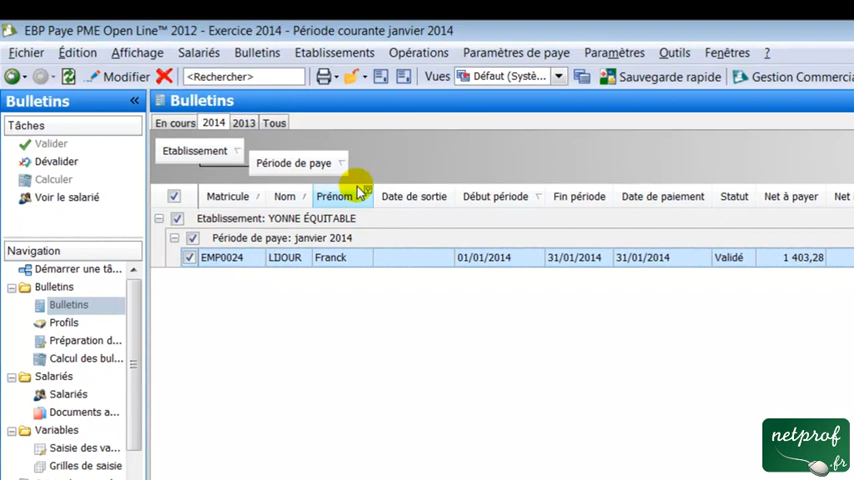 EBP Paye PME Open Line™ 2012 - Exercice 2014 - Période courante janvier 2014
Fichier Édition Affichage Salariés Bulletins Etablissements Opérations Paramètres de paye Paramètres Outils Fenêtres ?
Modifier <Rechercher> Vues Défaut (Systè... Sauvegarde rapide Gestion Commercia
Bulletins «
Bulletins
Tâches
En cours 2014 2013 Tous
Valider
Dévalider
Calculer
Voir le salarié
Etablissement
Période de paye
Matricule Nom Prénom Date de sortie Début période Fin période Date de paiement Statut Net à payer Net
Etablissement: YONNE ÉQUITABLE
Période de paye: janvier 2014
EMP0024 LIJOUR Franck 01/01/2014 31/01/2014 31/01/2014 Validé 1 403,28
Navigation
Démarrer une tâ...
Bulletins
Bulletins
Profils
Préparation d...
Calcul des bul...
Salariés
Salariés
Documents a...
Variables
Saisie des va...
Grilles de saisie
netprof
.fr